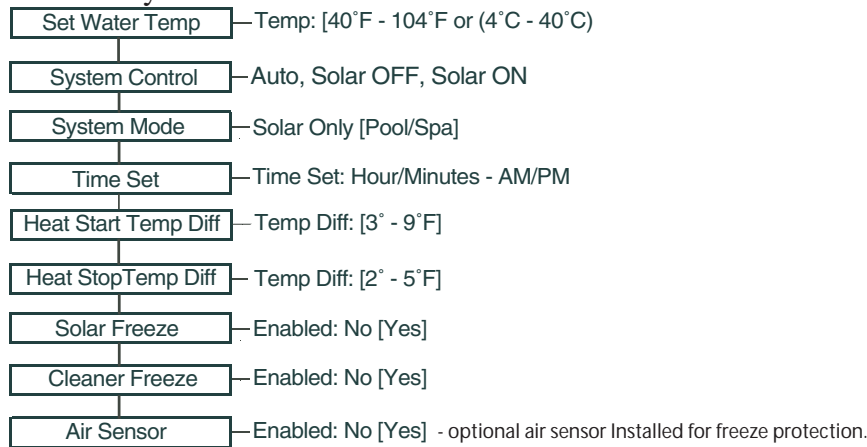 Set Water Temp Temp: [40˚F - 104˚F or (4˚C - 40˚C)
System Control Auto, Solar OFF, Solar ON
System Mode Solar Only [Pool/Spa]
Time Set Time Set: Hour/Minutes - AM/PM
Heat Start Temp Diff Temp Diff: [3˚ - 9˚F]
Heat StopTemp Diff Temp Diff: [2˚ - 5˚F]
Solar Freeze Enabled: No [Yes]
Cleaner Freeze Enabled: No [Yes]
Air Sensor Enabled: No [Yes] - optional air sensor Installed for freeze protection.